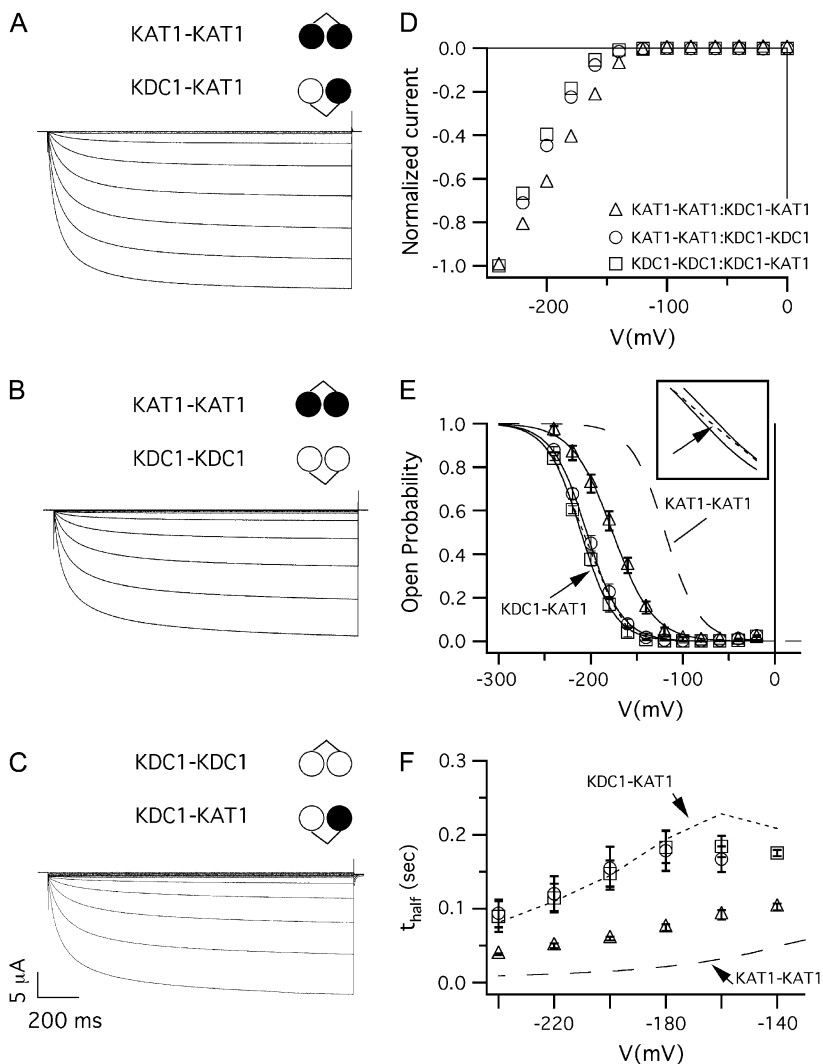 A
KAT1-KAT1
KDC1-KAT1
B
KAT1-KAT1
KDC1-KDC1
C
KDC1-KDC1
KDC1-KAT1
5 µA
200 ms
D
Normalized current
0.0
-0.2
-0.4
-0.6
-0.8
-1.0
KAT1-KAT1:KDC1-KAT1
KAT1-KAT1:KDC1-KDC1
KDC1-KDC1:KDC1-KAT1
-200
-100
0
V(mV)
E
Open Probability
1.0
0.8
0.6
0.4
0.2
0.0
KAT1-KAT1
KDC1-KAT1
-300
-200
-100
0
V(mV)
F
t half (sec)
0.3
0.2
0.1
0.0
KDC1-KAT1
KAT1-KAT1
-220
-180
-140
V(mV)